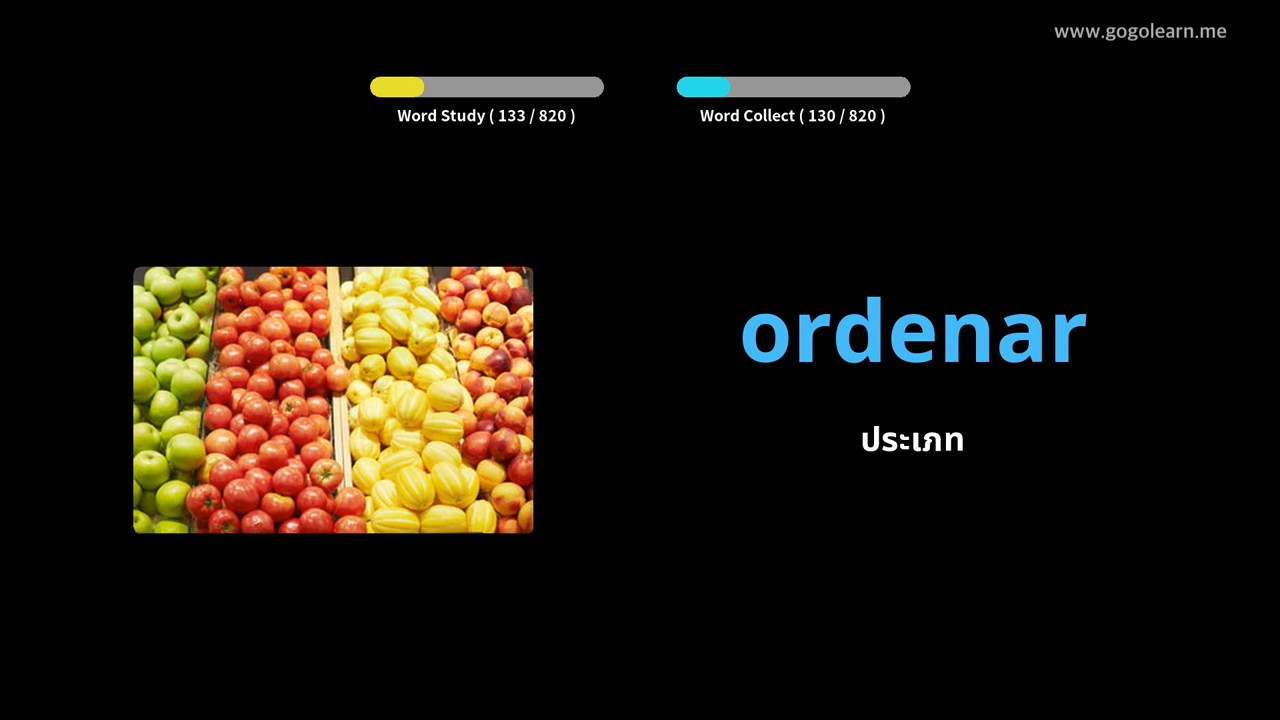 www.gogolearn.me
Word Study ( 133 / 820 )
Word Collect ( 130 / 820 )
ordenar
ประเภท